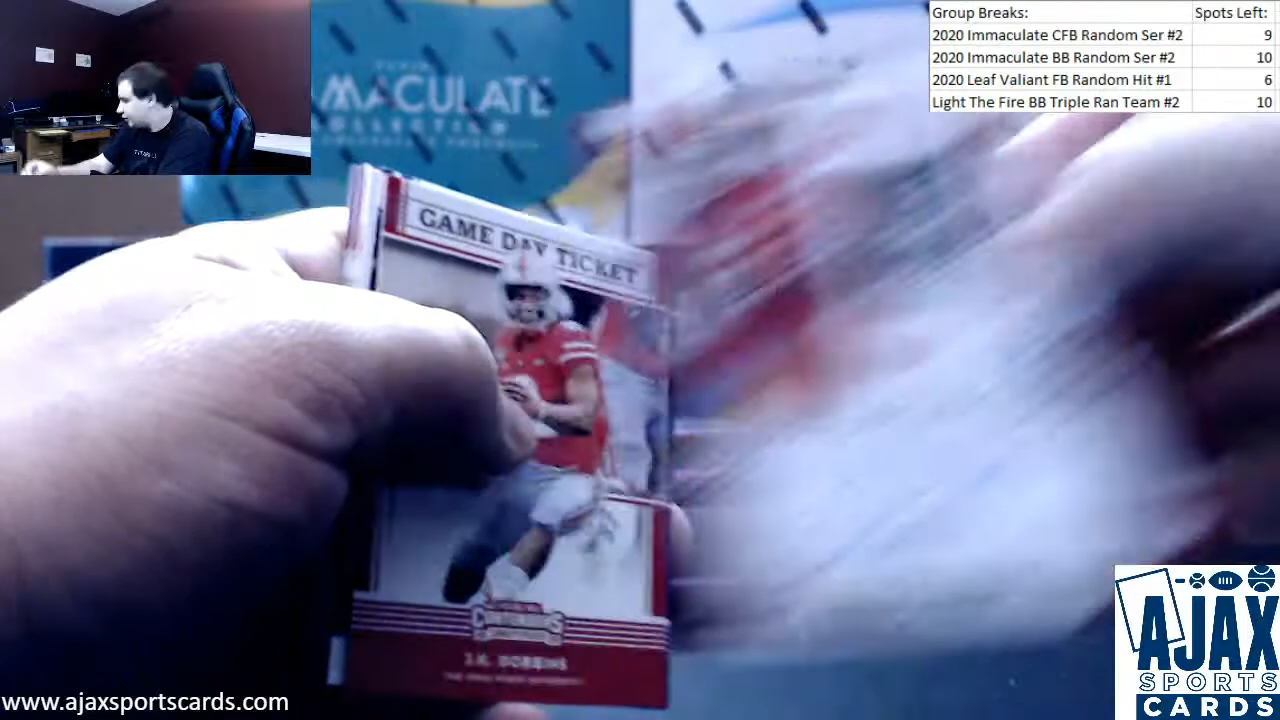 Group Breaks: Spots Left:
2020 Immaculate CFB Random Ser #2 9
2020 Immaculate BB Random Ser #2 10
2020 Leaf Valiant FB Random Hit #1 6
Light The Fire BB Triple Ran Team #2 10
IMMACULATE
COLLECTION
GAME DAY TICKET
J.K. DOBBINS
AJAX
SPORTS
CARDS
www.ajaxsportscards.com